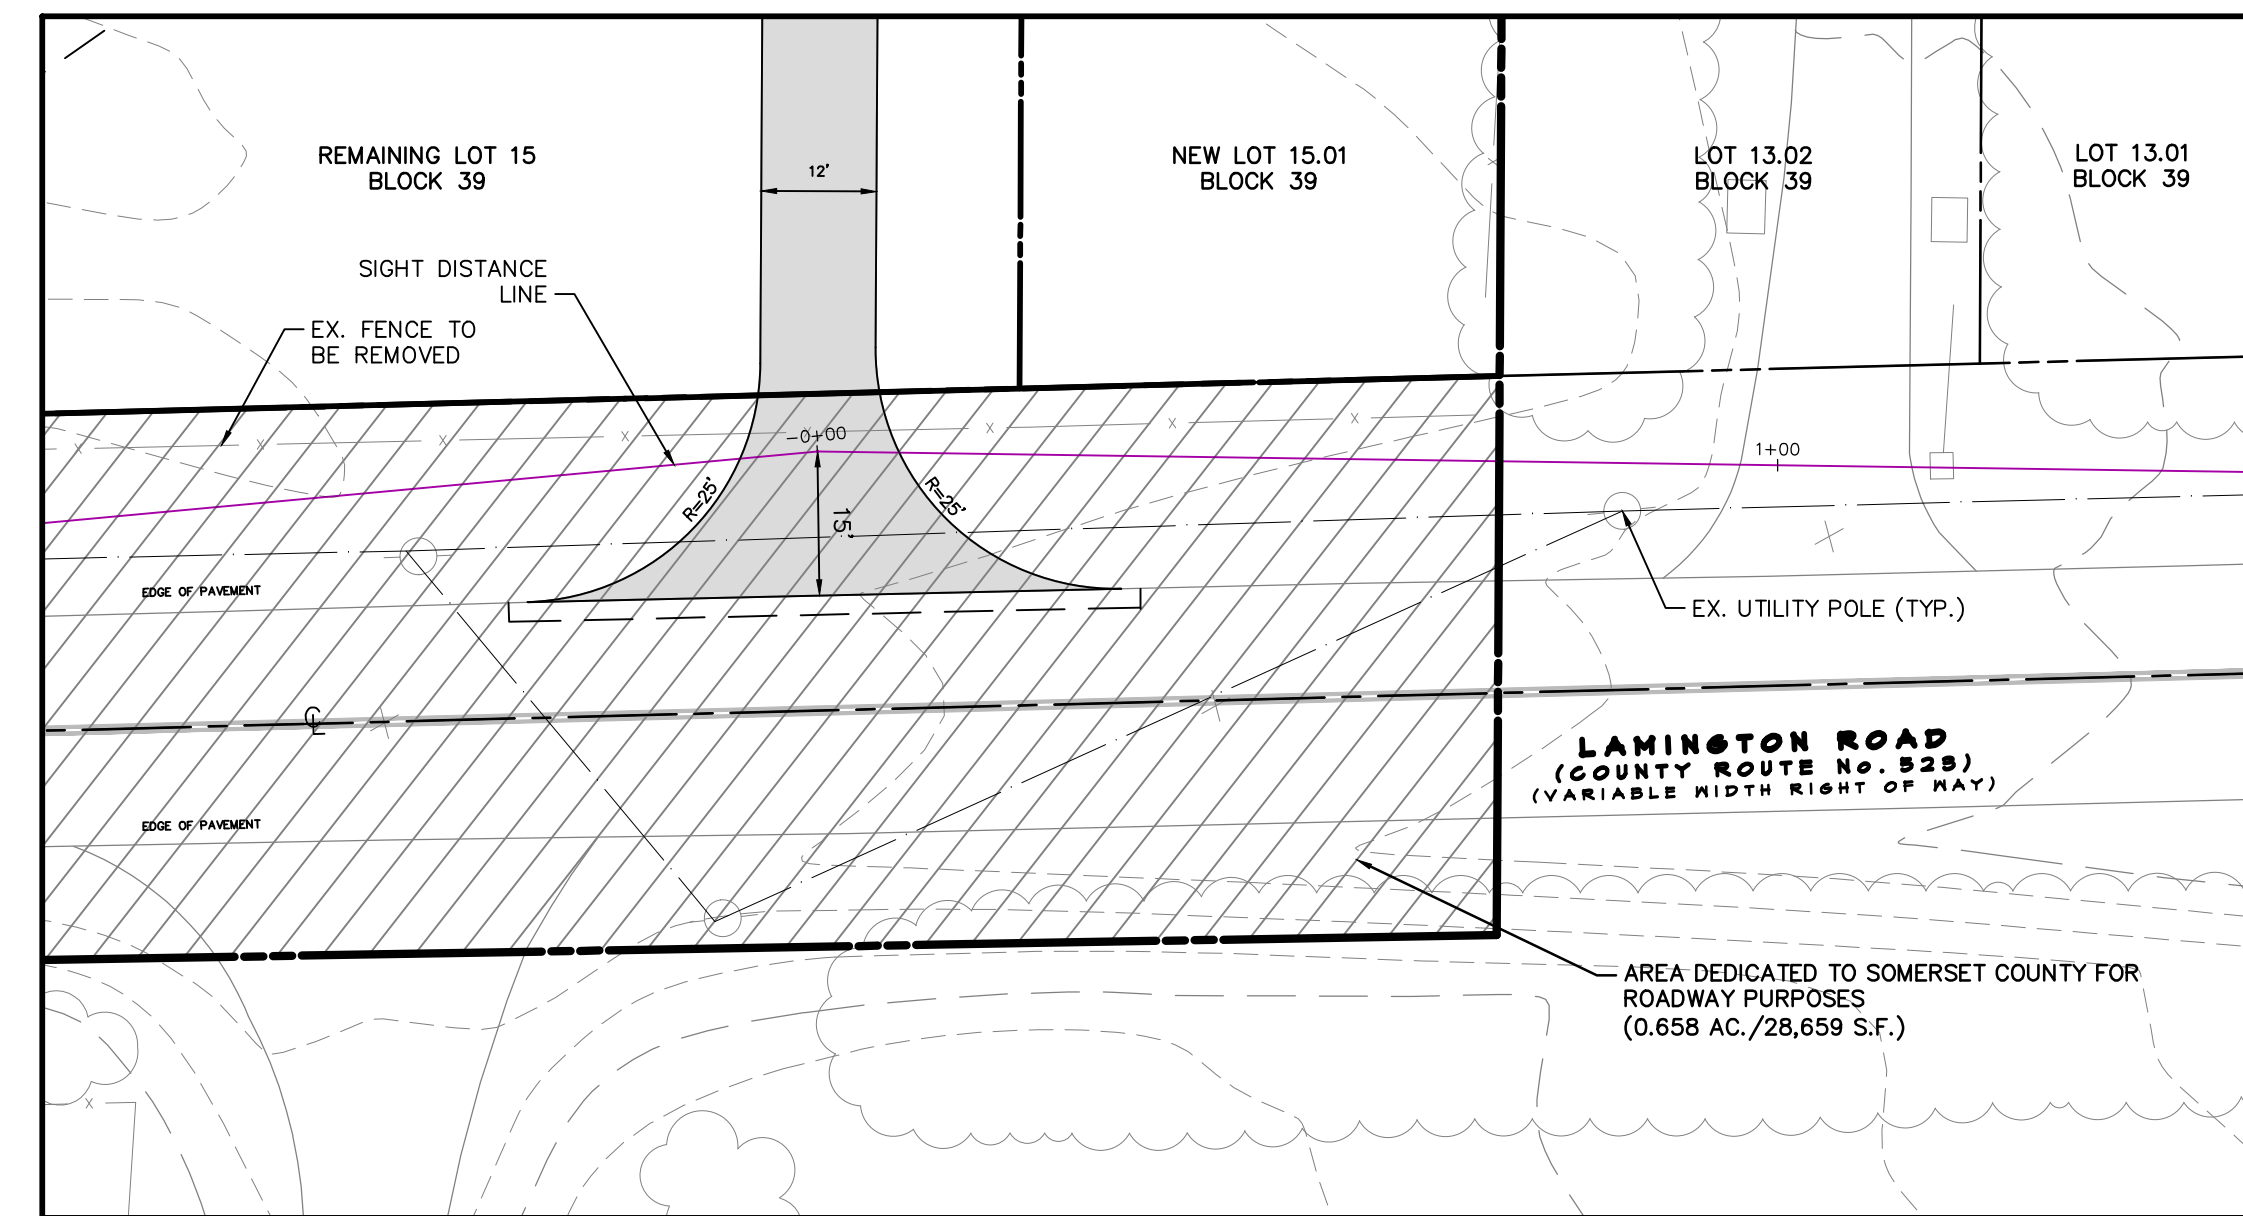 REMAINING LOT 15
BLOCK 39
12'
NEW LOT 15.01
BLOCK 39
LOT 13.02
BLOCK 39
LOT 13.01
BLOCK 39
SIGHT DISTANCE
LINE
EX. FENCE TO
BE REMOVED
-0+00
1+00
R=25'
R=25'
15'
EDGE OF PAVEMENT
EX. UTILITY POLE (TYP.)
CL
LAMINGTON ROAD
(COUNTY ROUTE No. 523)
(VARIABLE WIDTH RIGHT OF WAY)
EDGE OF PAVEMENT
AREA DEDICATED TO SOMERSET COUNTY FOR
ROADWAY PURPOSES
(0.658 AC./28,659 S.F.)